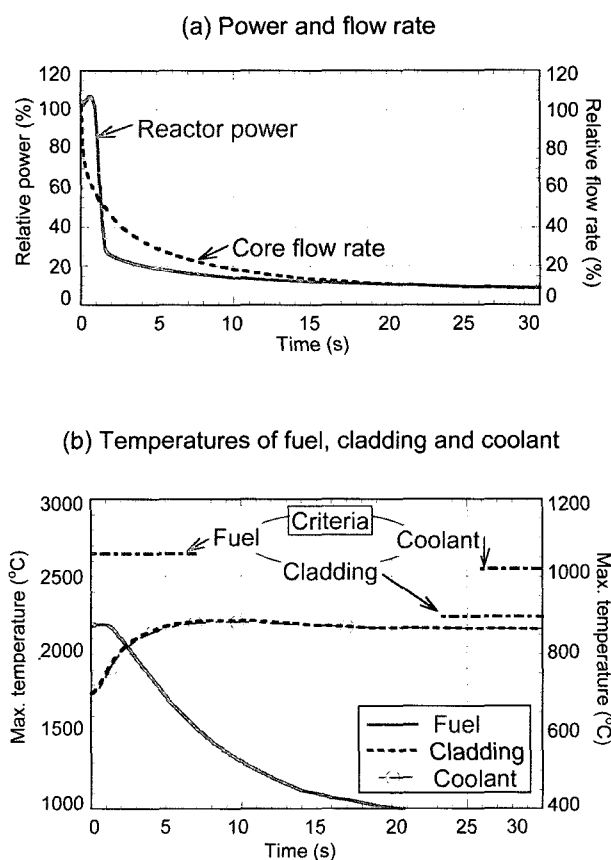 (a) Power and flow rate
120 120
100 100
80 80
60 60
40 40
20 20
0 0
Relative power (%)
Relative flow rate (%)
Reactor power
Core flow rate
0 5 10 15 20 25 30
Time (s)
(b) Temperatures of fuel, cladding and coolant
3000 1200
2500 1000
2000 800
1500 600
1000 400
Max. temperature (°C)
Max. temperature (°C)
Criteria
Fuel
Coolant
Cladding
Fuel
Cladding
Coolant
0 5 10 15 20 25 30
Time (s)